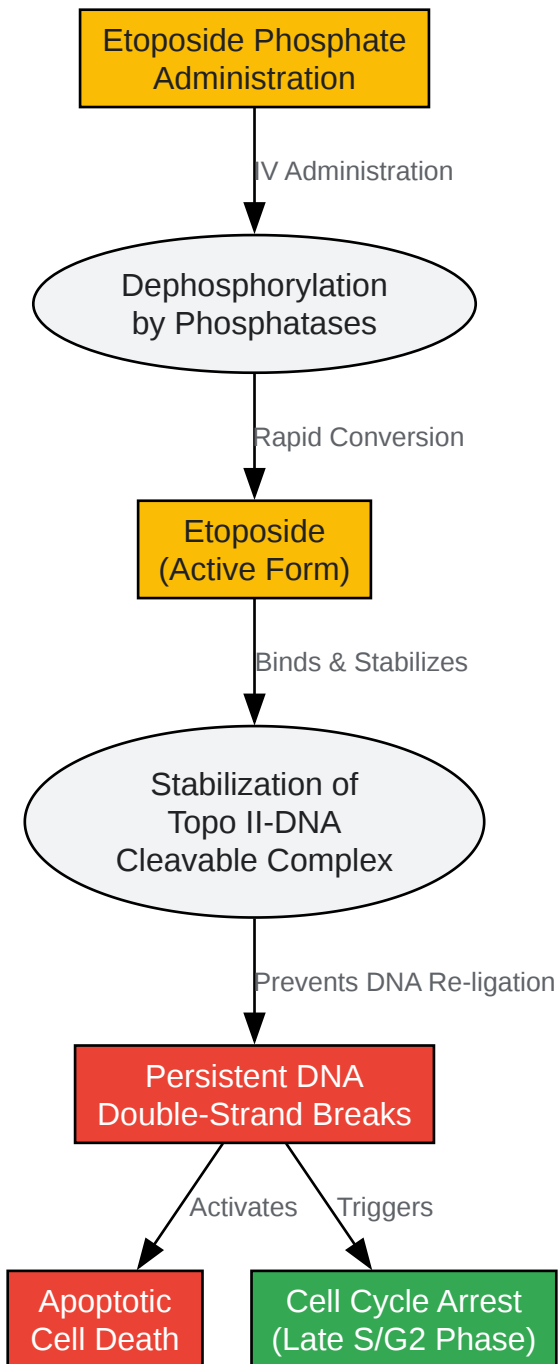 Etoposide Phosphate
Administration
IV Administration
Dephosphorylation
by Phosphatases
Rapid Conversion
Etoposide
(Active Form)
Binds & Stabilizes
Stabilization of
Topo II-DNA
Cleavable Complex
Prevents DNA Re-ligation
Persistent DNA
Double-Strand Breaks
Activates
Triggers
Apoptotic
Cell Death
Cell Cycle Arrest
(Late S/G2 Phase)